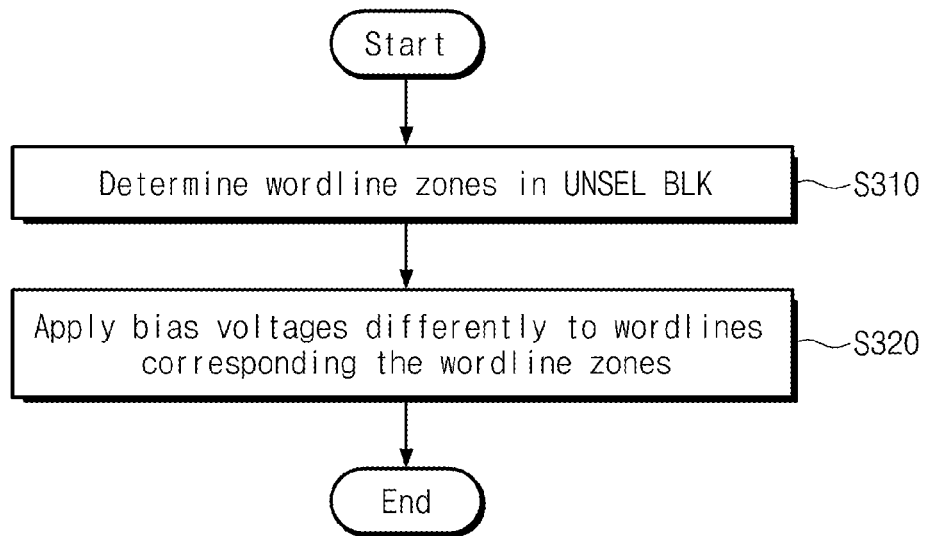 Start
Determine wordline zones in UNSEL BLK
S310
Apply bias voltages differently to wordlines
corresponding the wordline zones
S320
End